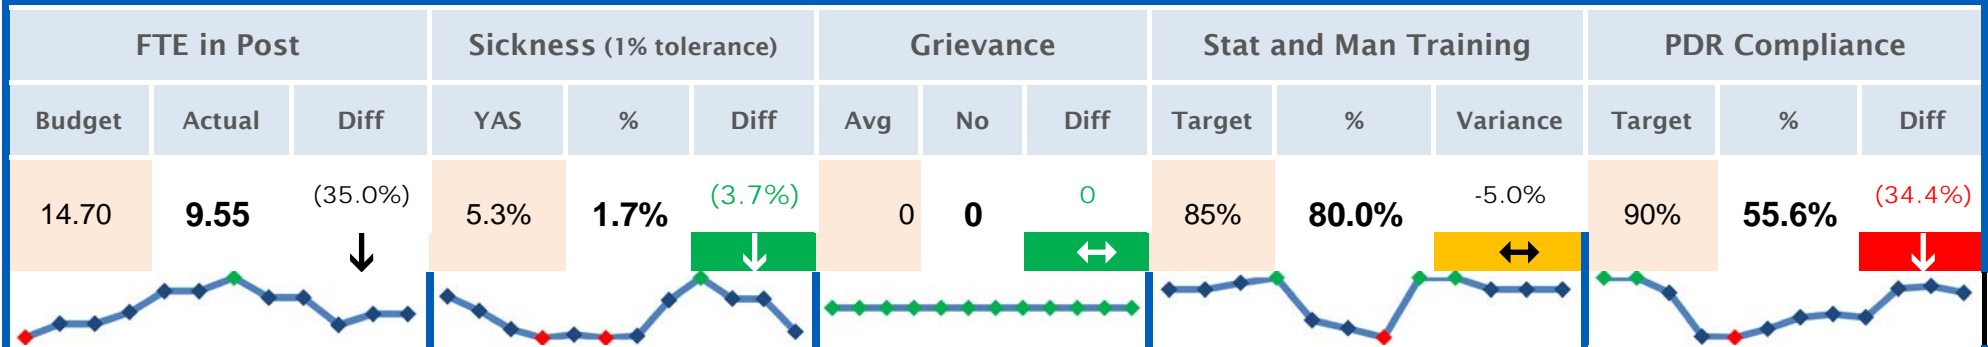 FTE in Post Sickness (1% tolerance) Grievance Stat and Man Training PDR Compliance
Budget Actual Diff YAS % Diff Avg No Diff Target % Variance Target % Diff
14.70 9.55 (35.0%) 5.3% 1.7% (3.7%) 0 0 0 85% 80.0% -5.0% 90% 55.6% (34.4%)